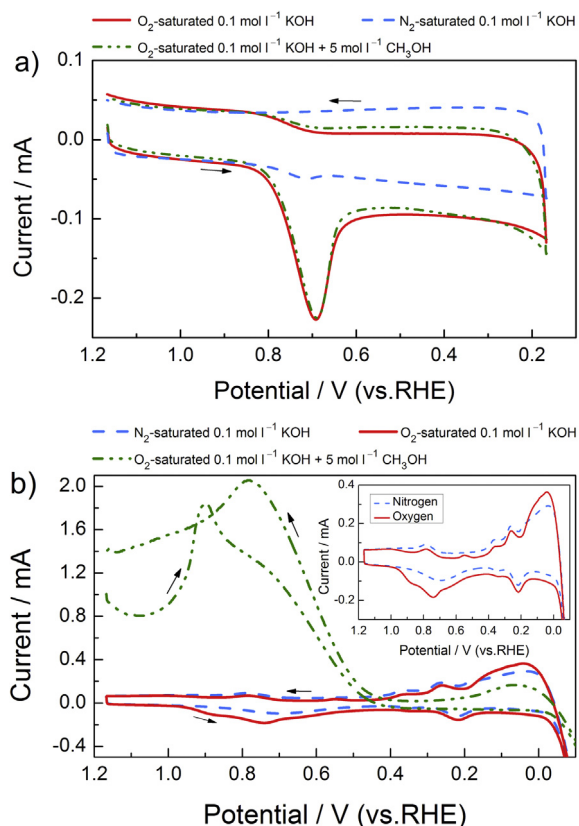 O₂-saturated 0.1 mol l⁻¹ KOH
N₂-saturated 0.1 mol l⁻¹ KOH
O₂-saturated 0.1 mol l⁻¹ KOH + 5 mol l⁻¹ CH₃OH
a)
0.1
0.0
-0.1
-0.2
Current / mA
1.2 1.0 0.8 0.6 0.4 0.2
Potential / V (vs.RHE)
N₂-saturated 0.1 mol l⁻¹ KOH
O₂-saturated 0.1 mol l⁻¹ KOH
O₂-saturated 0.1 mol l⁻¹ KOH + 5 mol l⁻¹ CH₃OH
b)
2.0
1.6
1.2
0.8
0.4
0.0
-0.4
Current / mA
Nitrogen
Oxygen
0.4
0.2
0.0
-0.2
Current / mA
1.2 1.0 0.8 0.6 0.4 0.2 0.0
Potential / V (vs.RHE)
1.2 1.0 0.8 0.6 0.4 0.2 0.0
Potential / V (vs.RHE)